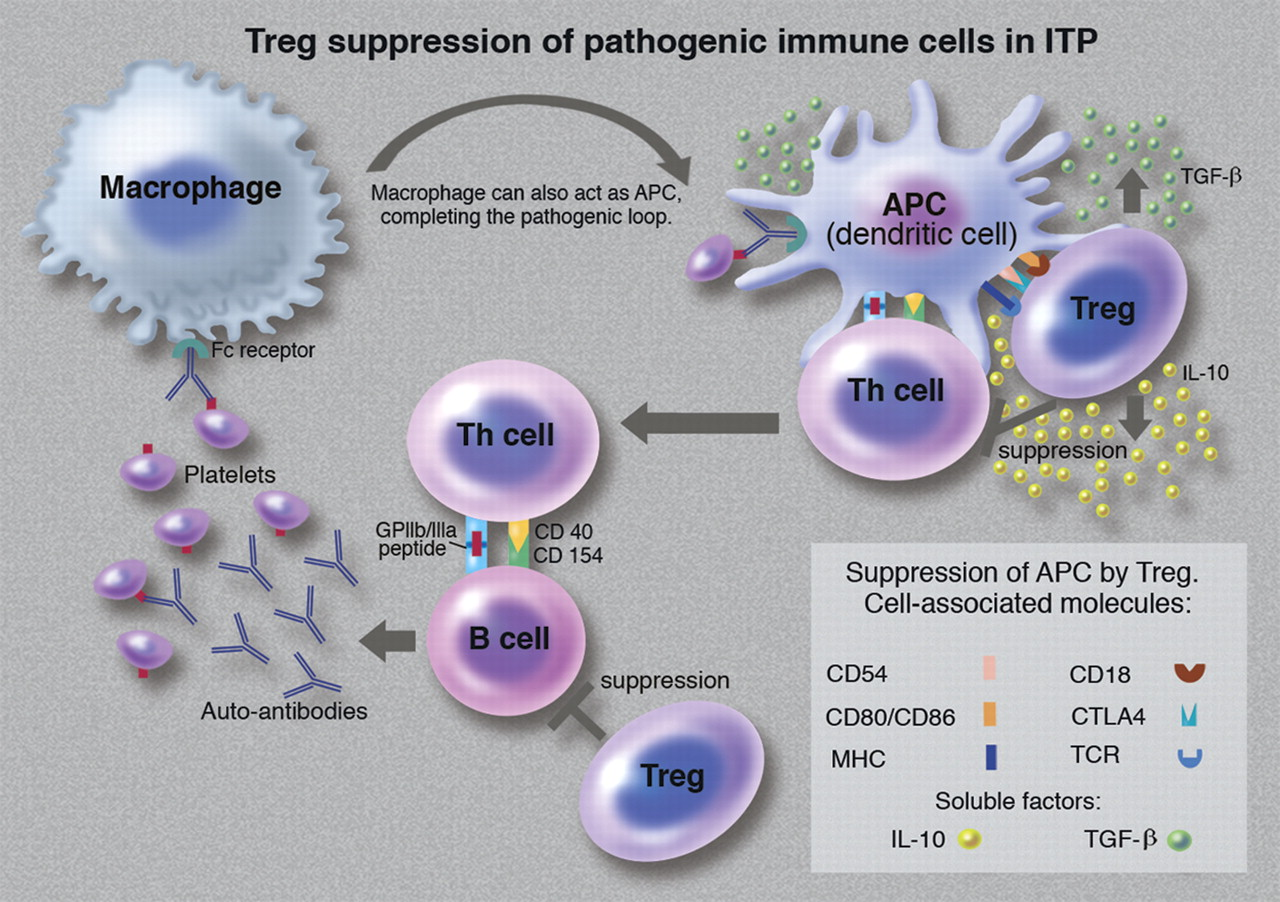 Treg suppression of pathogenic immune cells in ITP
Macrophage
Macrophage can also act as APC,
completing the pathogenic loop.
APC
(dendritic cell)
TGF-β
Treg
Fc receptor
Th cell
IL-10
suppression
Th cell
Platelets
GPIIb/IIIa
peptide
CD 40
CD 154
B cell
Auto-antibodies
suppression
Treg
Suppression of APC by Treg.
Cell-associated molecules:
CD54
CD18
CD80/CD86
CTLA4
MHC
TCR
Soluble factors:
IL-10
TGF-β